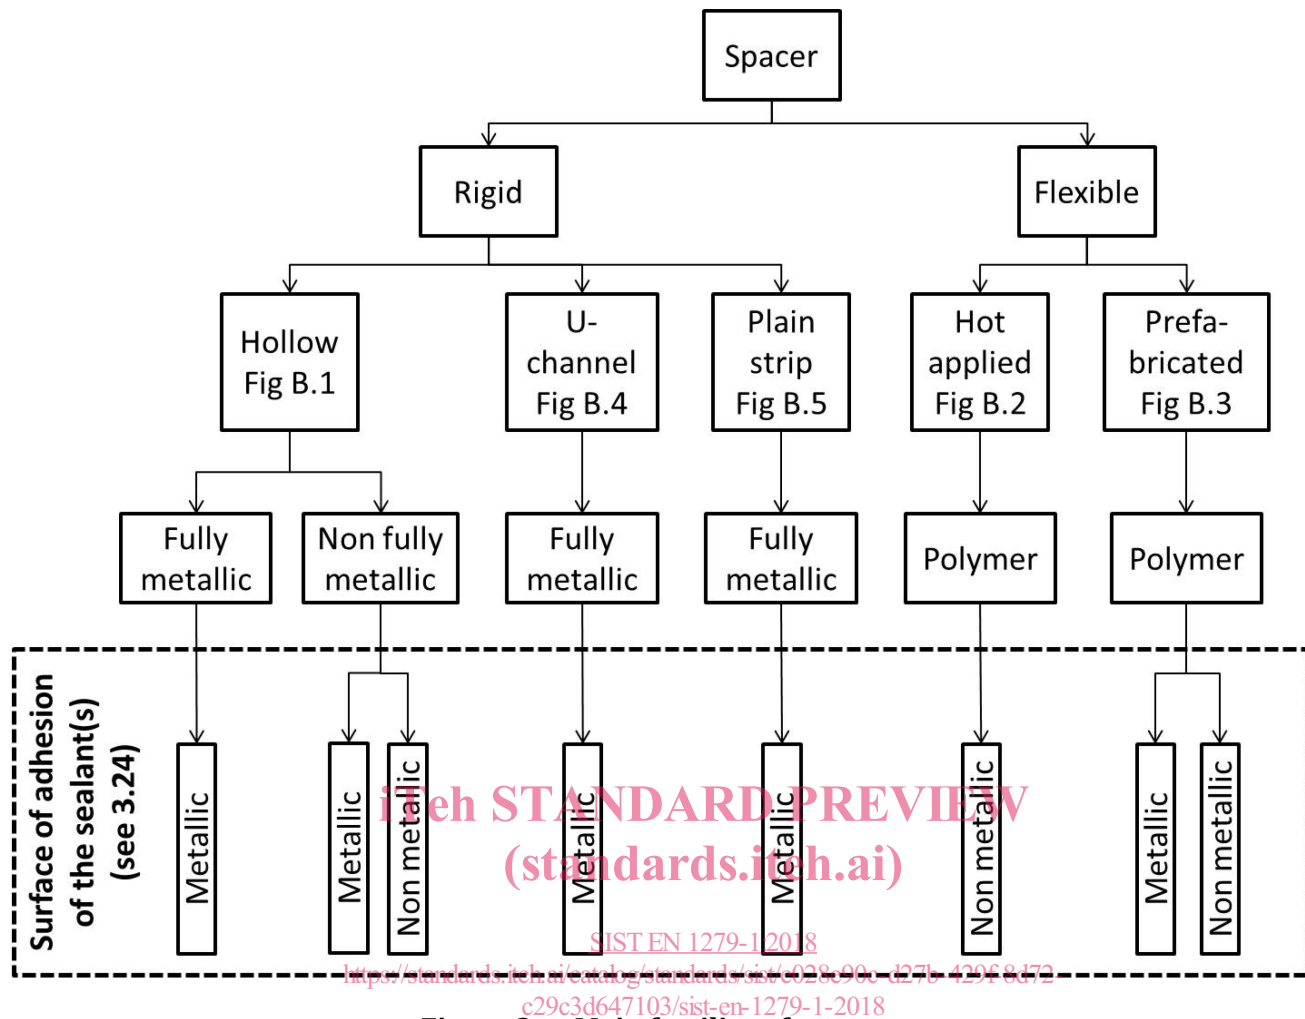 Spacer
Rigid
Flexible
Hollow
Fig B.1
U-
channel
Fig B.4
Plain
strip
Fig B.5
Hot
applied
Fig B.2
Prefa-
bricated
Fig B.3
Fully
metallic
Non fully
metallic
Fully
metallic
Fully
metallic
Polymer
Polymer
Surface of adhesion
of the sealant(s)
(see 3.24)
Metallic
Metallic
Non metallic
Metallic
Metallic
Non metallic
Metallic
Non metallic
iTeh STANDARD PREVIEW
(standards.iteh.ai)
SIST EN 1279-1:2018
https://standards.iteh.ai/catalog/standards/sist/c028e90c-d27b-429f-8d72-
c29c3d647103/sist-en-1279-1-2018